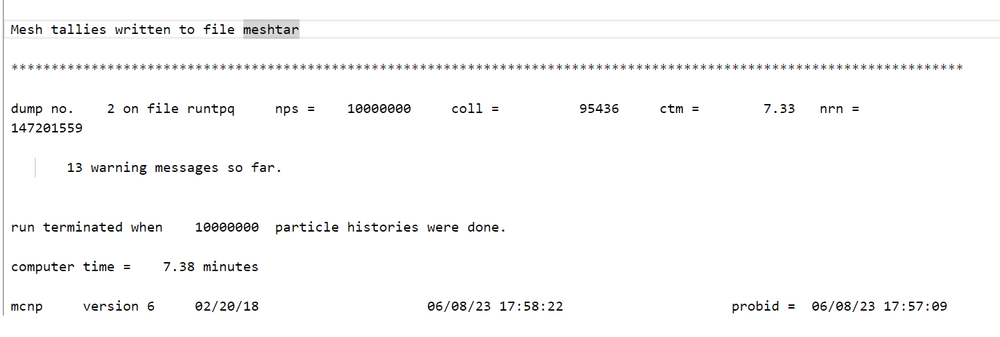 Mesh tallies written to file meshtar
***********************************************************************************************************************
dump no.    2 on file runtpq     nps =    10000000     coll =          95436     ctm =        7.33   nrn =
147201559
13 warning messages so far.
run terminated when    10000000  particle histories were done.
computer time =    7.38 minutes
mcnp     version 6     02/20/18                     06/08/23 17:58:22                     probid =  06/08/23 17:57:09